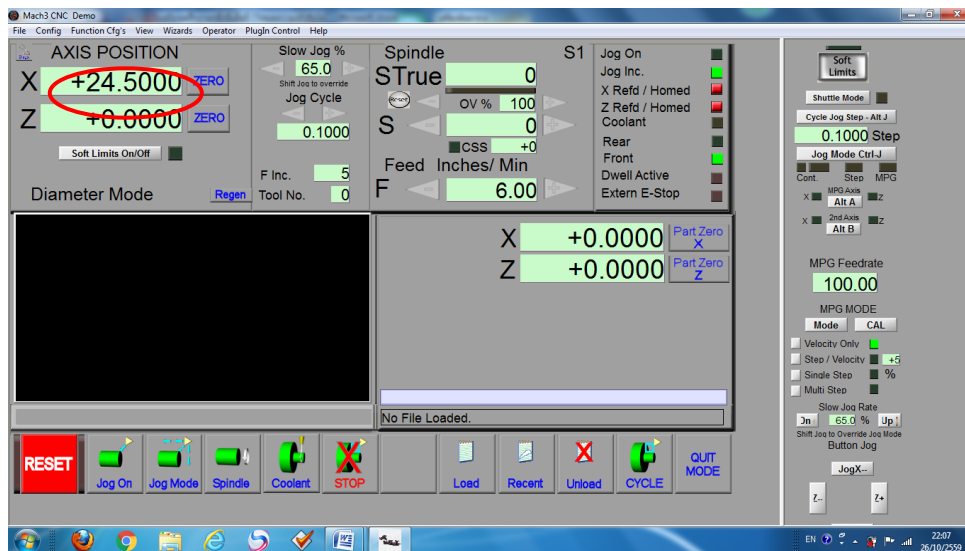 Mach3 CNC Demo
File Config Function Cfg's View Wizards Operator PlugIn Control Help
AXIS POSITION
X +24.5000 ZERO
Z +0.0000 ZERO
Soft Limits On/Off
Diameter Mode
Regen
Slow Jog %
65.0
Shift Jog to override
Jog Cycle
0.1000
F Inc. 5
Tool No. 0
Spindle S1
STrue 0
OV % 100
S 0
CSS +0
Feed Inches/ Min
F 6.00
Jog On
Jog Inc.
X Refd / Homed
Z Refd / Homed
Coolant
Rear
Front
Dwell Active
Extern E-Stop
X +0.0000 Part Zero X
Z +0.0000 Part Zero Z
No File Loaded.
RESET
Jog On
Jog Mode
Spindle
Coolant
STOP
Load
Recent
Unload
CYCLE
QUIT MODE
Soft Limits
Shuttle Mode
Cycle Jog Step - Alt J
0.1000 Step
Jog Mode Ctrl-J
Cont. Step MPG
MPG Axis
X Alt A Z
2nd Axis
X Alt B Z
MPG Feedrate
100.00
MPG MODE
Mode CAL
Velocity Only
Step / Velocity +5
Single Step %
Multi Step
Slow Jog Rate
Dn 65.0 % Up
Shift Jog to Override Jog Mode
Button Jog
JogX--
Z-- Z+
EN
22:07
26/10/2559